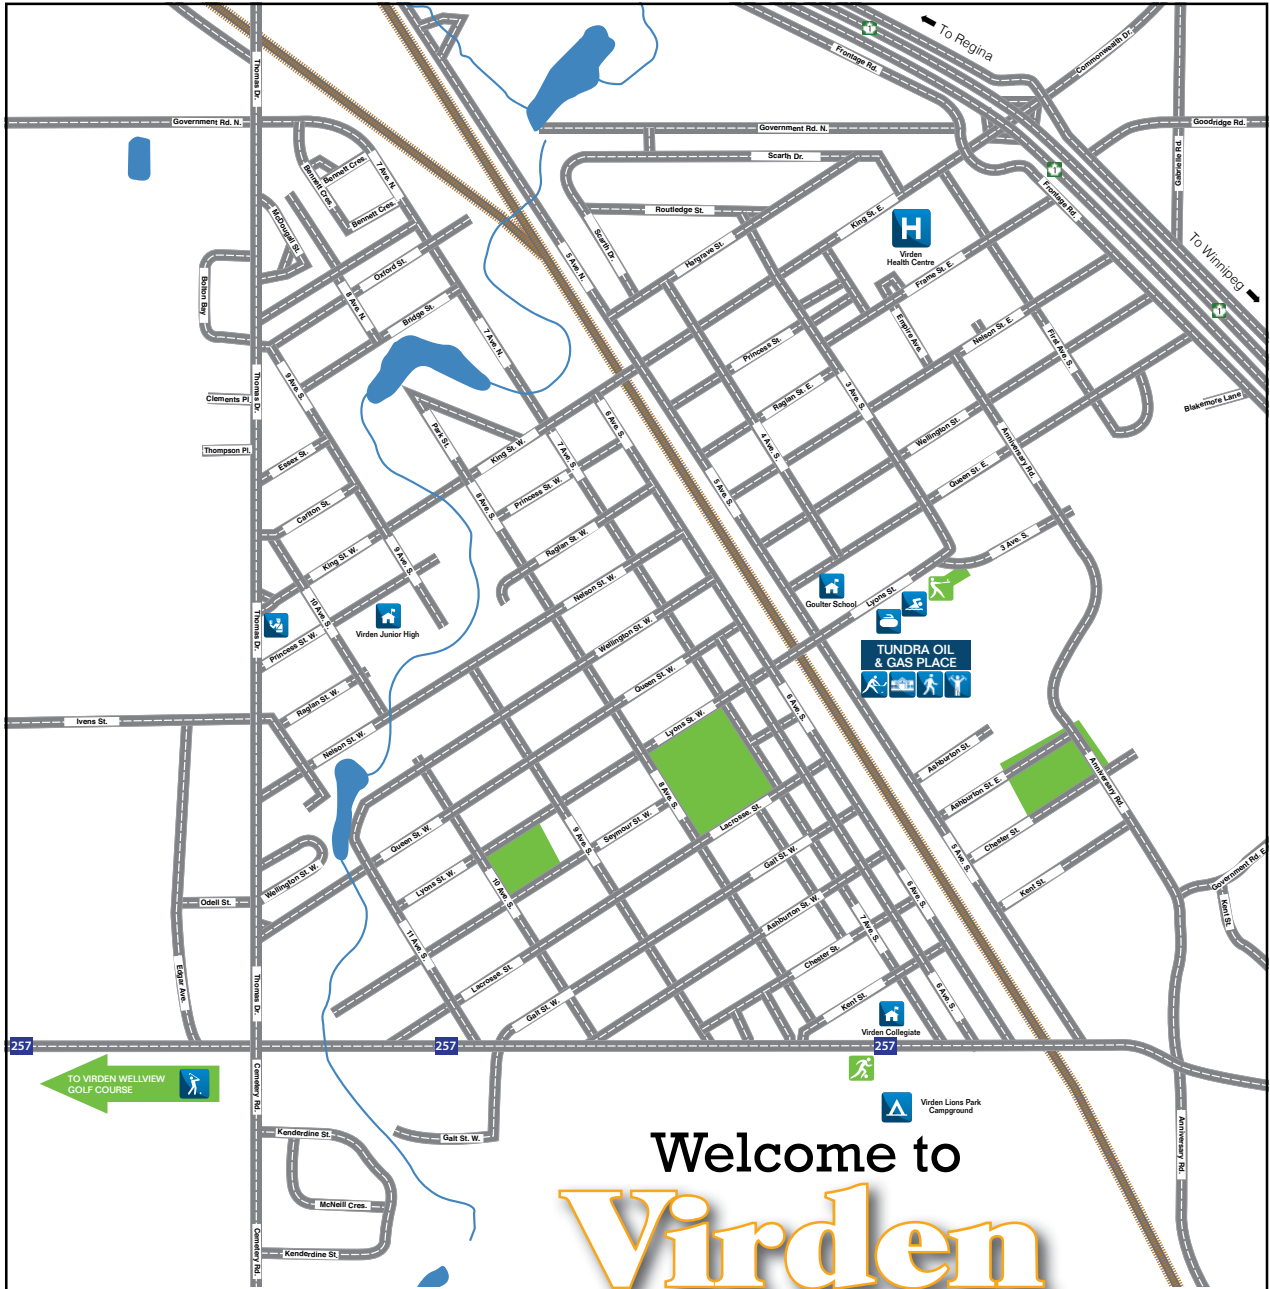 To Regina
1
Commonwealth Dr.
Frontage Rd.
Thomas Dr.
Government Rd. N.
Government Rd. N.
Goodridge Rd.
Gabrielle Rd.
Scarth Dr.
Bennett Cres.
Bennett Cres.
Bennett Cres.
7 Ave. N.
1
Frontage Rd.
Routledge St.
King St. E.
H
Virden
Health Centre
McDougall St.
Scarth Dr.
Hargrave St.
5 Ave. N.
To Winnipeg
1
Oxford St.
Frame St. E.
Bolton Bay
8 Ave. N.
Bridge St.
7 Ave. N.
Princess St.
Empire Ave.
Nelson St. E.
First Ave. S.
9 Ave. S.
Thomas Dr.
Clements Pl.
Raglan St. E.
3 Ave. S.
Blakemore Lane
Park St.
6 Ave. S.
4 Ave. S.
Wellington St.
Anniversary Rd.
Thompson Pl.
Essex St.
King St. W.
7 Ave. S.
Queen St. E.
Princess St. W.
8 Ave. S.
5 Ave. S.
Carlton St.
King St. W.
9 Ave. S.
Raglan St. W.
3 Ave. S.
Nelson St. W.
Goulter School
Lyons St.
10 Ave. S.
Thomas Dr.
Virden Junior High
Princess St. W.
Wellington St. W.
TUNDRA OIL
& GAS PLACE
Queen St. W.
Raglan St. W.
6 Ave. S.
Ivens St.
Lyons St. W.
Nelson St. W.
Ashburton St.
8 Ave. S.
Ashburton St. E.
Anniversary Rd.
Lacrosse. St.
Seymour St. W.
Queen St. W.
9 Ave. S.
Chester St.
5 Ave. S.
Galt St. W.
Lyons St. W.
Wellington St. W.
10 Ave. S.
Kent St.
6 Ave. S.
Government Rd. E.
Kent St.
Odell St.
Ashburton St. W.
7 Ave. S.
11 Ave. S.
Chester St.
Lacrosse. St.
Edgar Ave.
Thomas Dr.
6 Ave. S.
Kent St.
Galt St. W.
Virden Collegiate
257
257
257
TO VIRDEN WELLVIEW
GOLF COURSE
Cemetery Rd.
Virden Lions Park
Campground
Kenderdine St.
Galt St. W.
Anniversary Rd.
Welcome to
McNeill Cres.
Virden
Kenderdine St.
Cemetery Rd.